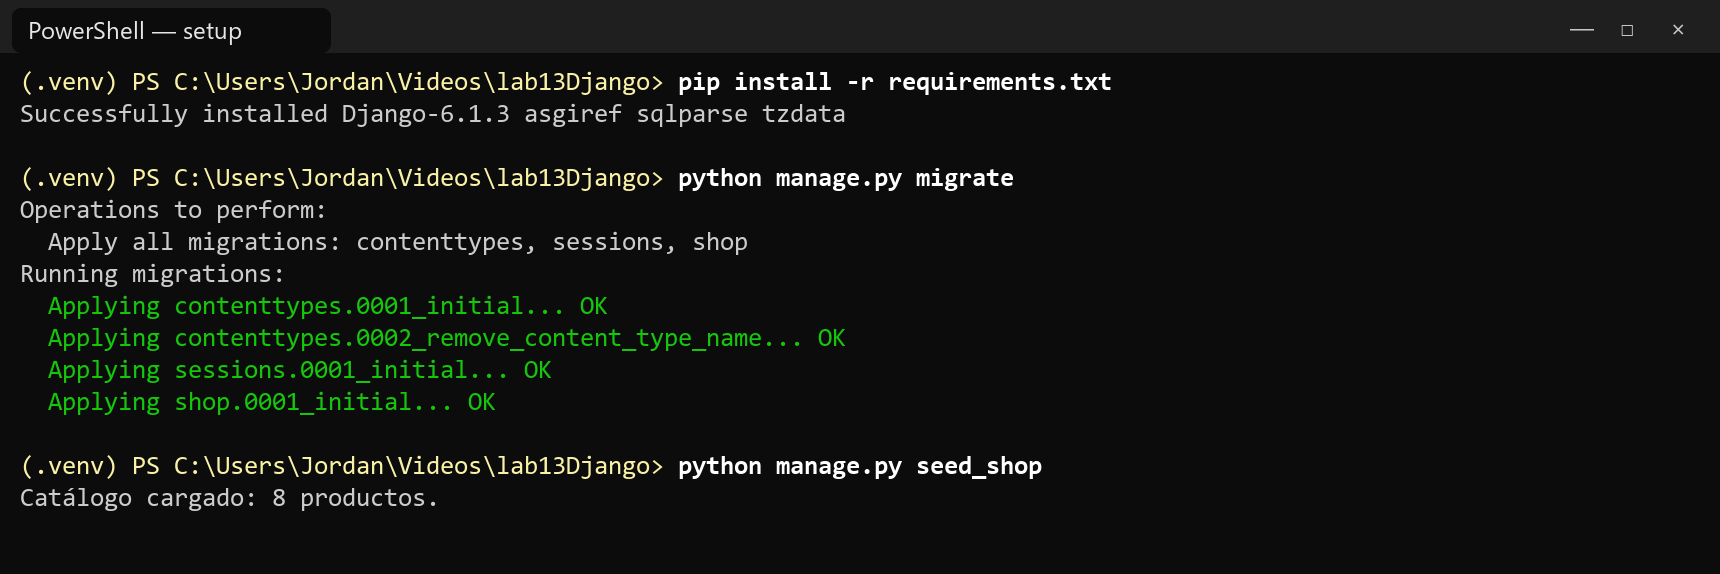 PowerShell — setup
(.venv) PS C:\Users\Jordan\Videos\lab13Django> pip install -r requirements.txt
Successfully installed Django-6.1.3 asgiref sqlparse tzdata
(.venv) PS C:\Users\Jordan\Videos\lab13Django> python manage.py migrate
Operations to perform:
  Apply all migrations: contenttypes, sessions, shop
Running migrations:
  Applying contenttypes.0001_initial... OK
  Applying contenttypes.0002_remove_content_type_name... OK
  Applying sessions.0001_initial... OK
  Applying shop.0001_initial... OK
(.venv) PS C:\Users\Jordan\Videos\lab13Django> python manage.py seed_shop
Catálogo cargado: 8 productos.